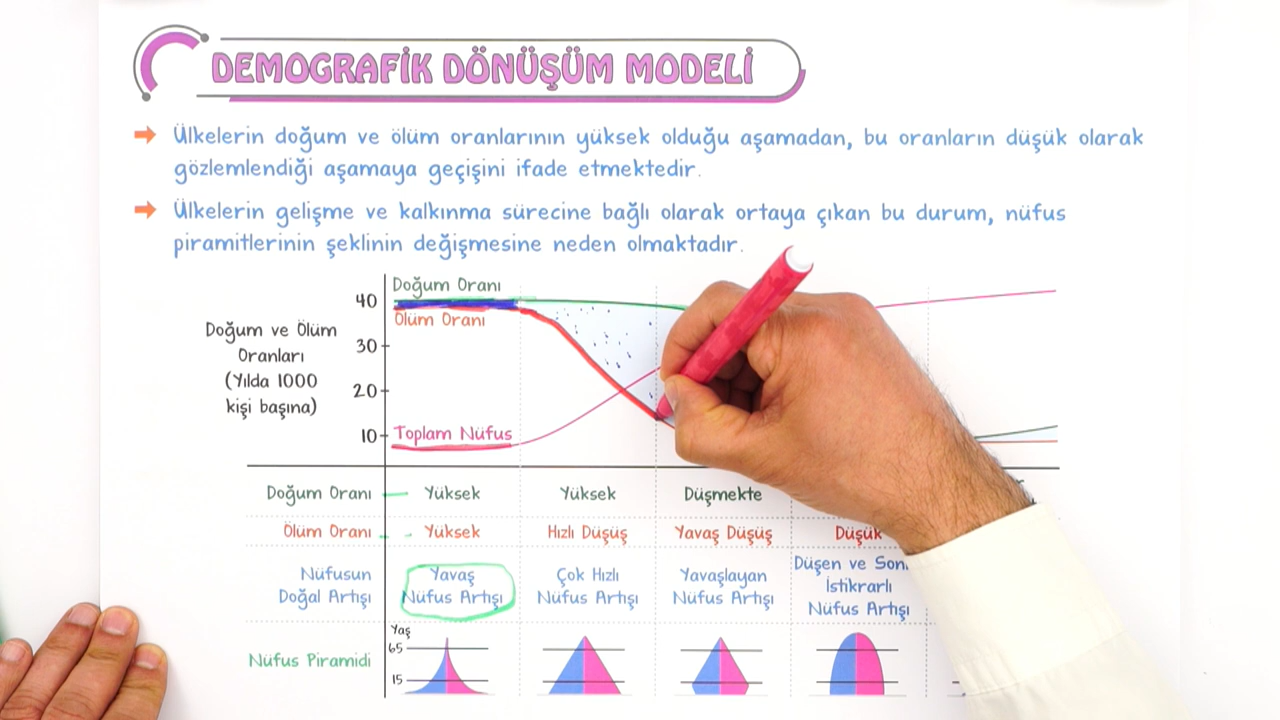 DEMOGRAFİK DÖNÜŞÜM MODELİ
Ülkelerin doğum ve ölüm oranlarının yüksek olduğu aşamadan, bu oranların düşük olarak
gözlemlendiği aşamaya geçişini ifade etmektedir.
Ülkelerin gelişme ve kalkınma sürecine bağlı olarak ortaya çıkan bu durum, nüfus
piramitlerinin şeklinin değişmesine neden olmaktadır.
Doğum Oranı
40
Ölüm Oranı
Doğum ve Ölüm
Oranları
(Yılda 1000
kişi başına)
30
20
10
Toplam Nüfus
Doğum Oranı Yüksek Yüksek Düşmekte
Ölüm Oranı Yüksek Hızlı Düşüş Yavaş Düşüş Düşük
Nüfusun Doğal Artışı
Yavaş Nüfus Artışı
Çok Hızlı Nüfus Artışı
Yavaşlayan Nüfus Artışı
Düşen ve
İstikrarlı
Nüfus Artışı
Nüfus Piramidi
Yaş
65
15